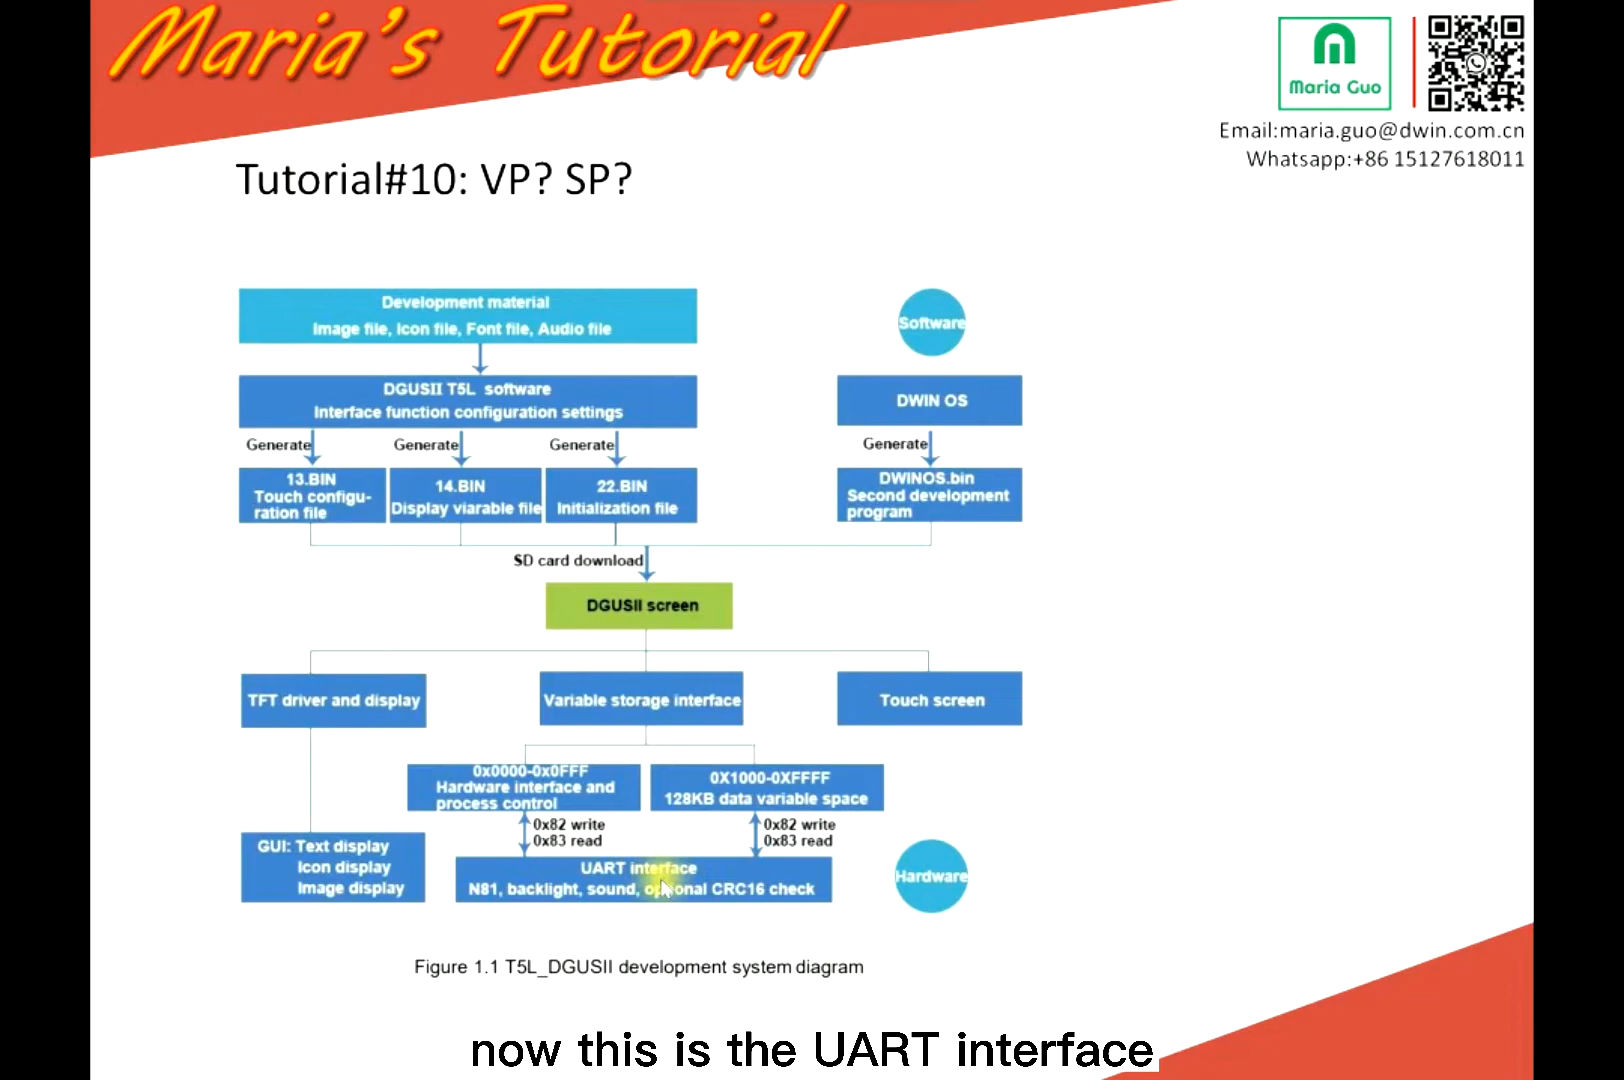 Maria's Tutorial
Maria Guo
Email:maria.guo@dwin.com.cn
Whatsapp:+86 15127618011
Tutorial#10: VP? SP?
Development material
Image file, Icon file, Font file, Audio file
Software
DGUSII T5L software
Interface function configuration settings
DWIN OS
Generate
Generate
Generate
Generate
13.BIN
Touch configu-
ration file
14.BIN
Display viarable file
22.BIN
Initialization file
DWINOS.bin
Second development
program
SD card download
DGUSII screen
TFT driver and display
Variable storage interface
Touch screen
0x0000-0x0FFF
Hardware interface and
process control
0X1000-0XFFFF
128KB data variable space
0x82 write
0x83 read
0x82 write
0x83 read
GUI: Text display
Icon display
Image display
UART interface
N81, backlight, sound, optional CRC16 check
Hardware
Figure 1.1 T5L_DGUSII development system diagram
now this is the UART interface